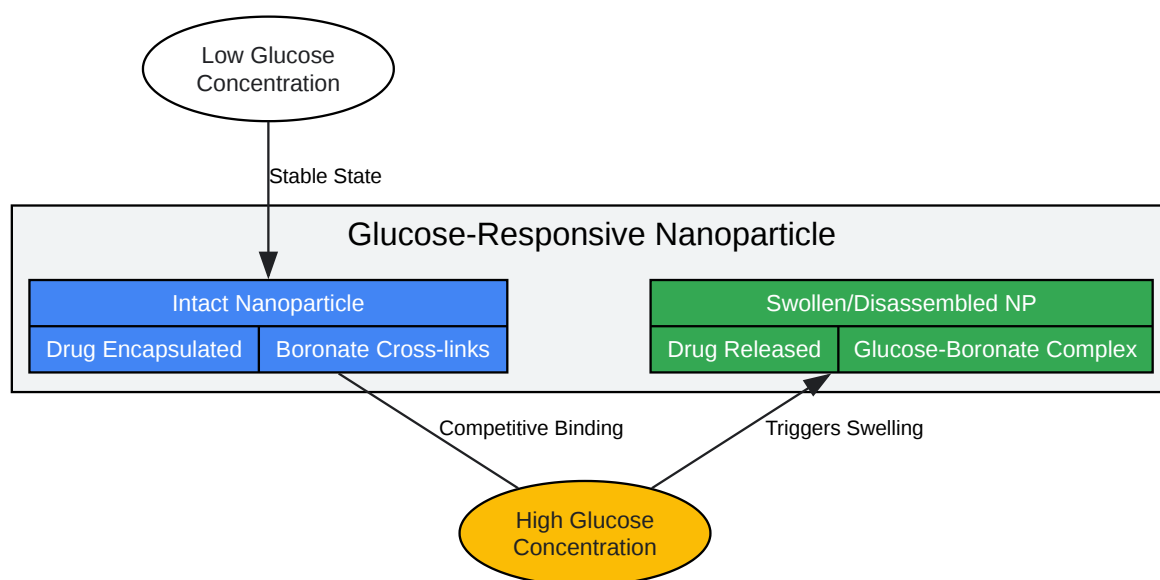 Low Glucose
Concentration
Stable State
Glucose-Responsive Nanoparticle
Intact Nanoparticle
Drug Encapsulated
Boronate Cross-links
Swollen/Disassembled NP
Drug Released
Glucose-Boronate Complex
Competitive Binding
Triggers Swelling
High Glucose
Concentration